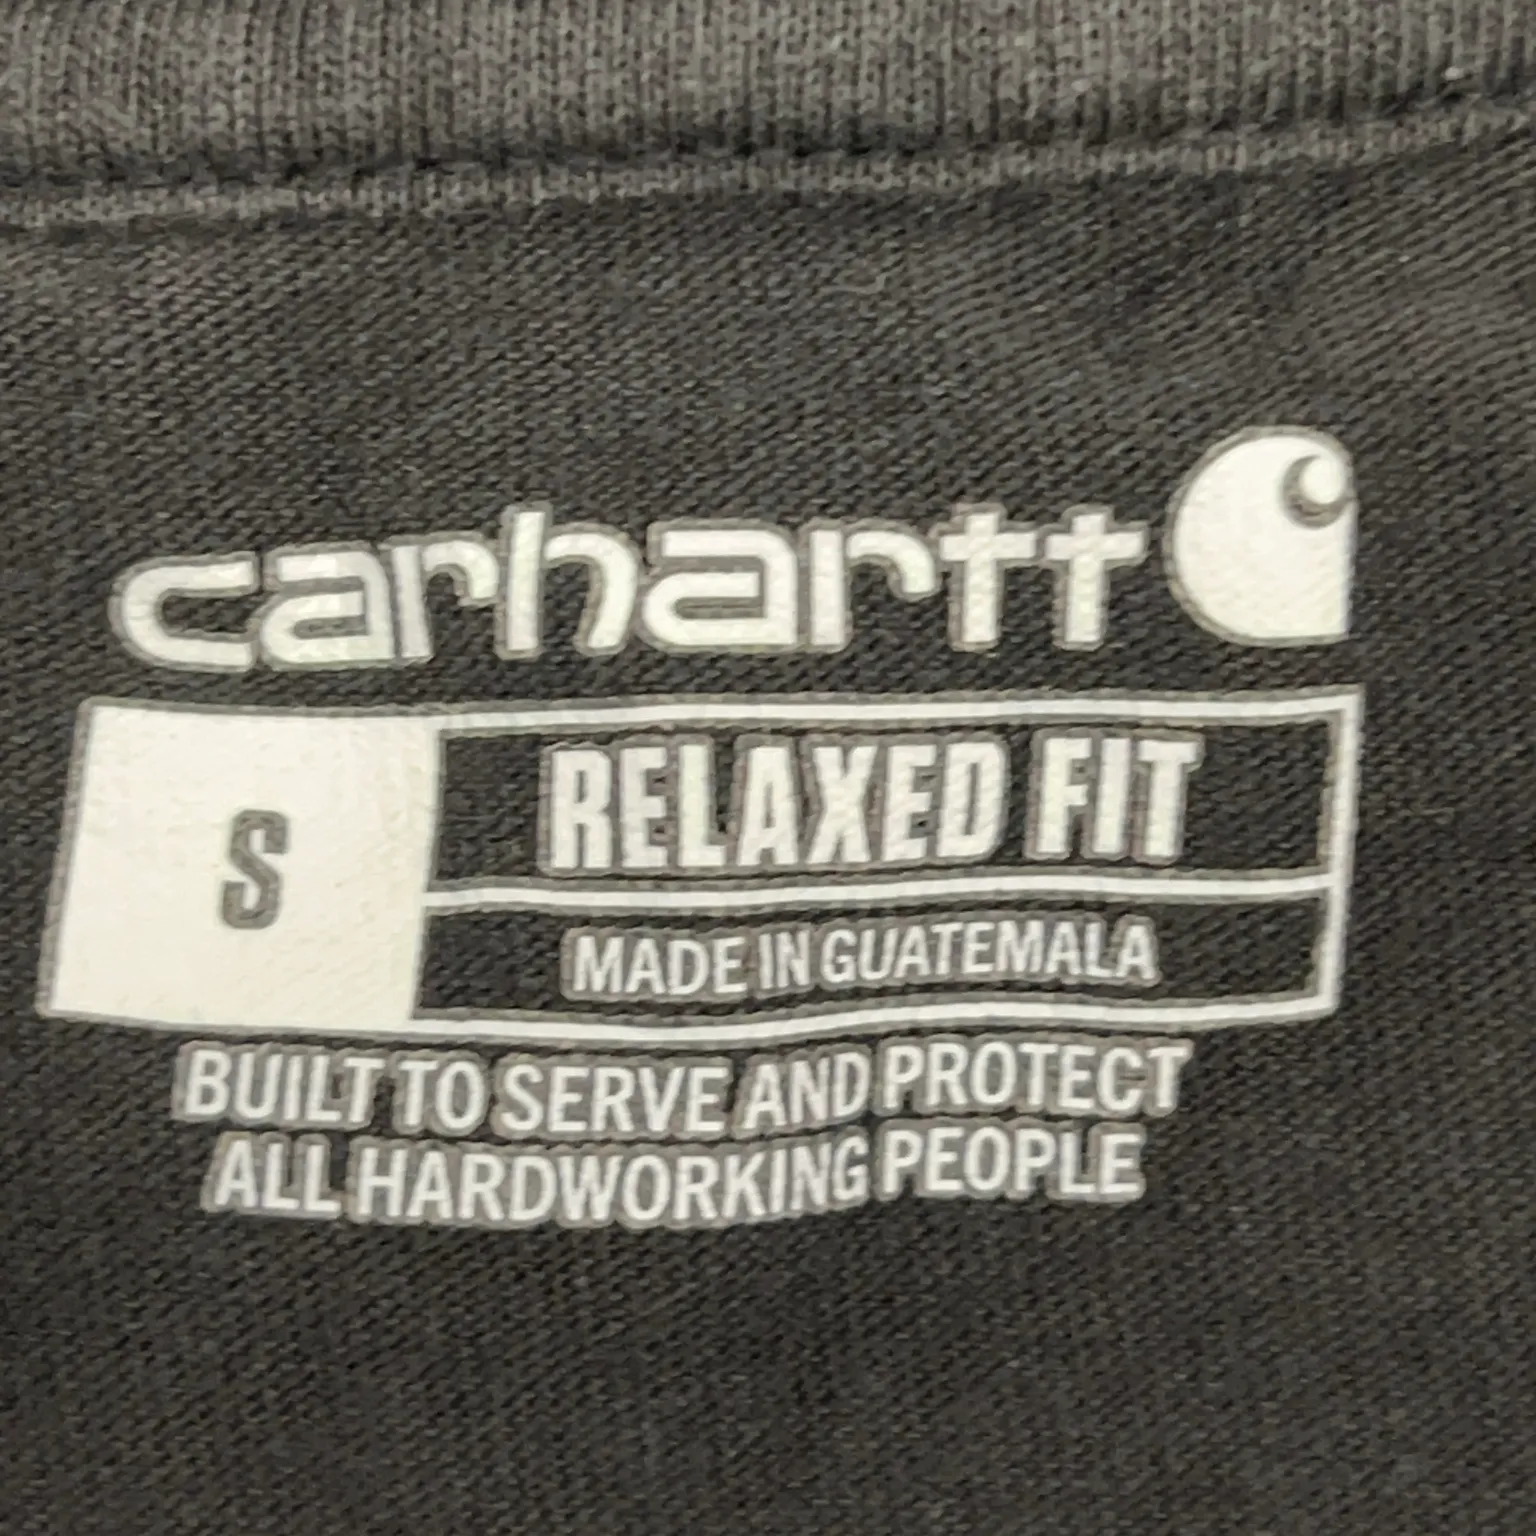 carhartt
S
RELAXED FIT
MADE IN GUATEMALA
BUILT TO SERVE AND PROTECT
ALL HARDWORKING PEOPLE